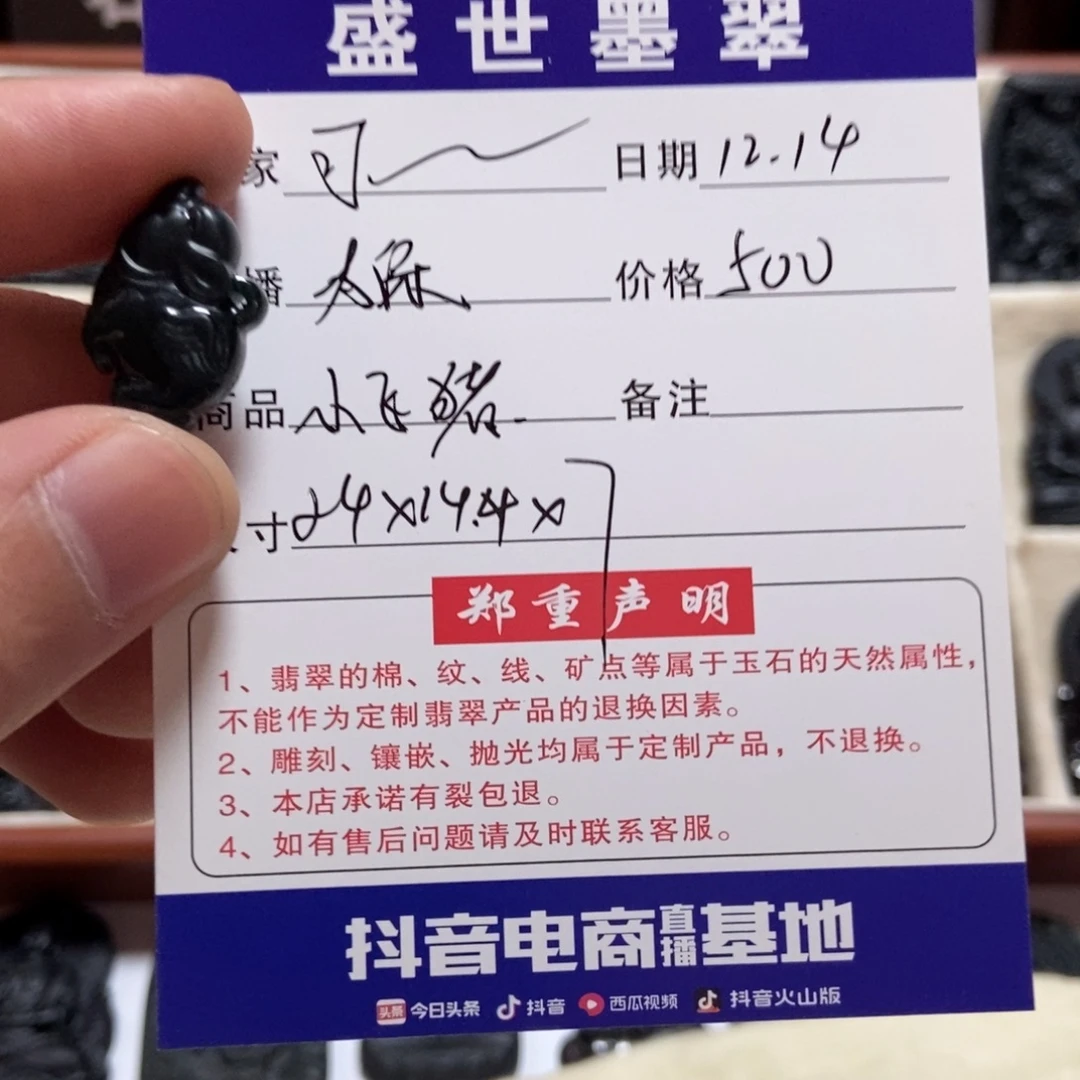 盛世墨翠
家 日期 12.14
播 价格 500
商品 小飞猪 备注
寸 24×14.4×7
郑重声明
1、翡翠的棉、纹、线、矿点等属于玉石的天然属性，
不能作为定制翡翠产品的退换因素。
2、雕刻、镶嵌、抛光均属于定制产品，不退换。
3、本店承诺有裂包退。
4、如有售后问题请及时联系客服。
抖音电商直播基地
头条 今日头条 抖音 西瓜视频 抖音火山版